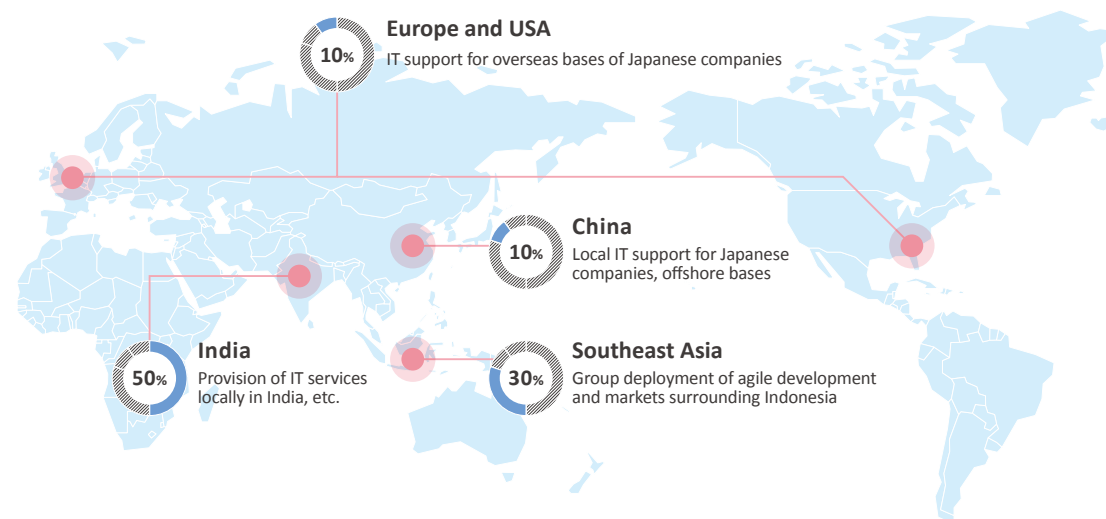 Europe and USA
10%
IT support for overseas bases of Japanese companies
China
10%
Local IT support for Japanese
companies, offshore bases
India
50%
Provision of IT services
locally in India, etc.
Southeast Asia
30%
Group deployment of agile development
and markets surrounding Indonesia